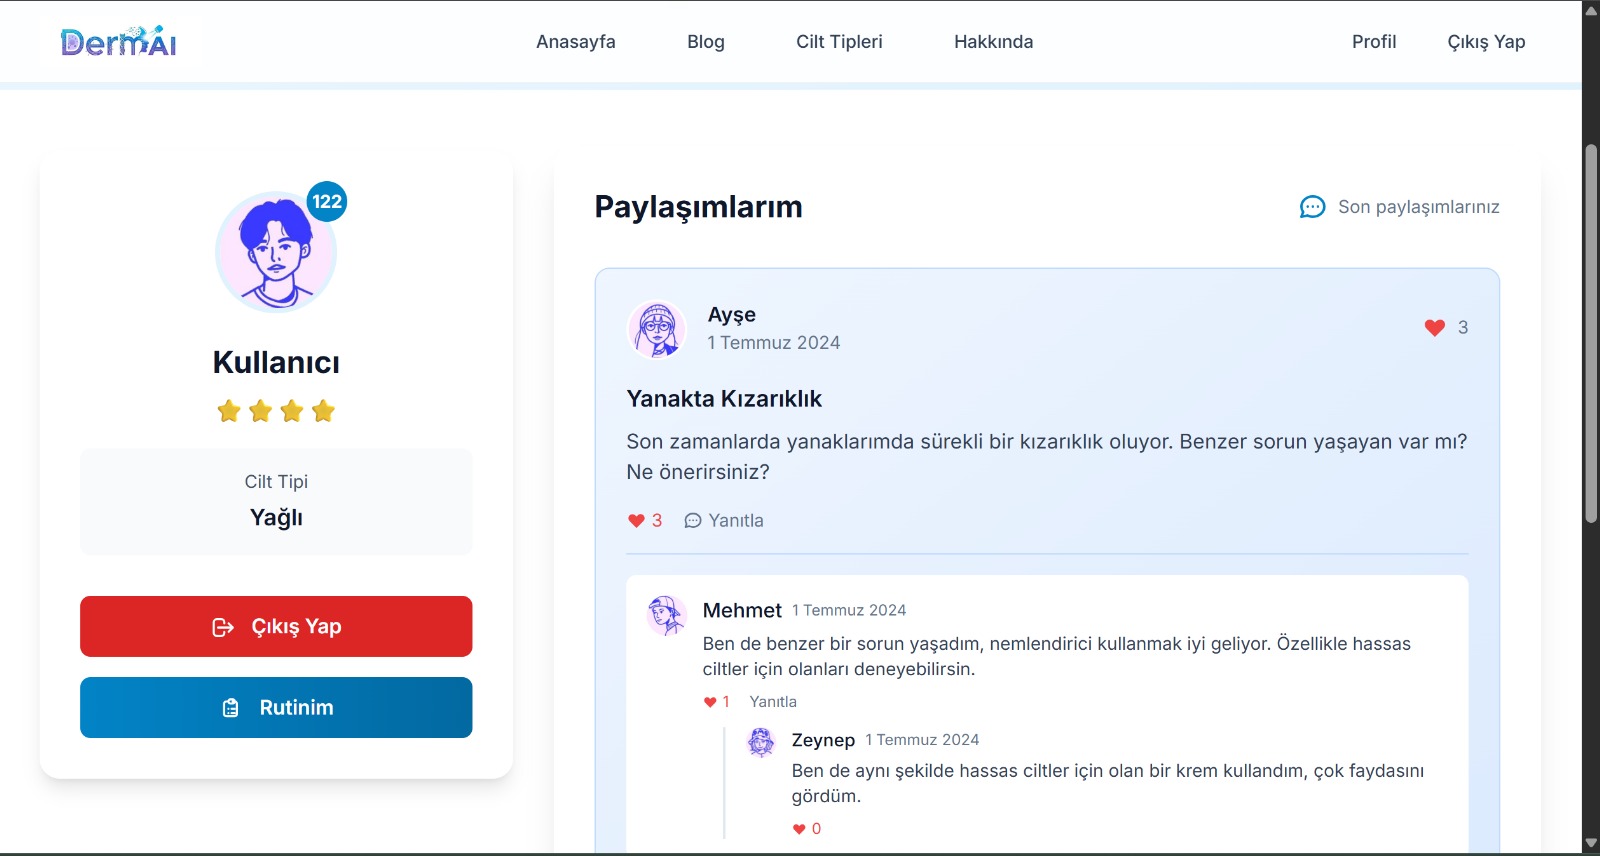 DermAI
Anasayfa
Blog
Cilt Tipleri
Hakkında
Profil
Çıkış Yap
122
Kullanıcı
Cilt Tipi
Yağlı
Çıkış Yap
Rutinim
Paylaşımlarım
Son paylaşımlarınız
Ayşe
1 Temmuz 2024
3
Yanakta Kızarıklık
Son zamanlarda yanaklarımda sürekli bir kızarıklık oluyor. Benzer sorun yaşayan var mı?
Ne önerirsiniz?
3 Yanıtla
Mehmet 1 Temmuz 2024
Ben de benzer bir sorun yaşadım, nemlendirici kullanmak iyi geliyor. Özellikle hassas
ciltler için olanları deneyebilirsin.
1 Yanıtla
Zeynep 1 Temmuz 2024
Ben de aynı şekilde hassas ciltler için olan bir krem kullandım, çok faydasını
gördüm.
0